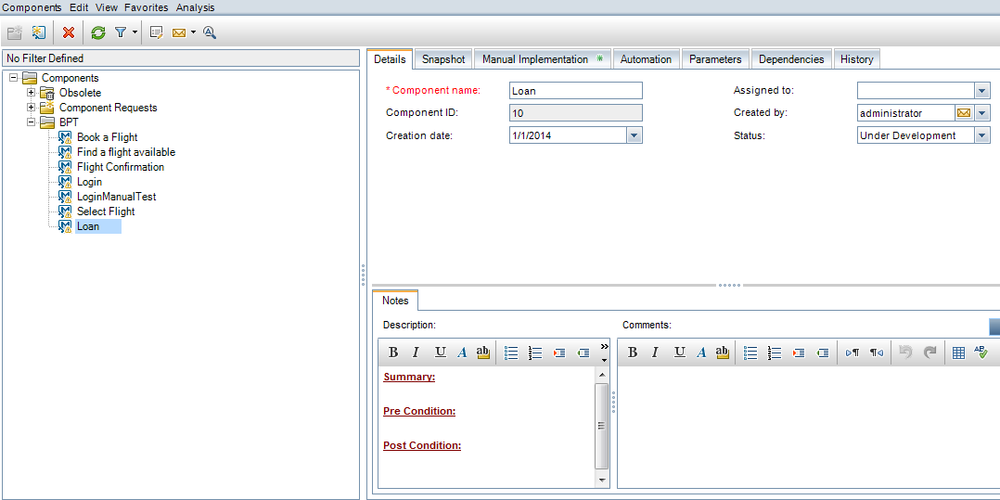 Components Edit View Favorites Analysis
No Filter Defined
Components
Obsolete
Component Requests
BPT
Book a Flight
Find a flight available
Flight Confirmation
Login
LoginManualTest
Select Flight
Loan
Details Snapshot Manual Implementation * Automation Parameters Dependencies History
* Component name: Loan Assigned to:
Component ID: 10 Created by: administrator
Creation date: 1/1/2014 Status: Under Development
Notes
Description: Comments:
B I U A ab B I U A ab
Summary:
Pre Condition:
Post Condition: